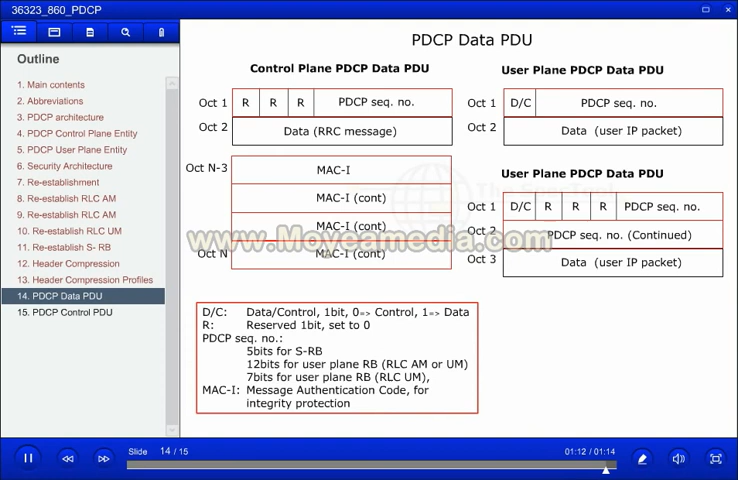 36323_860_PDCP
Outline
1. Main contents
2. Abbreviations
3. PDCP architecture
4. PDCP Control Plane Entity
5. PDCP User Plane Entity
6. Security Architecture
7. Re-establishment
8. Re-establish RLC AM
9. Re-establish RLC AM
10. Re-establish RLC UM
11. Re-establish S- RB
12. Header Compression
13. Header Compression Profiles
14. PDCP Data PDU
15. PDCP Control PDU
PDCP Data PDU
Control Plane PDCP Data PDU
Oct 1 R R R PDCP seq. no.
Oct 2 Data (RRC message)
Oct N-3 MAC-I
MAC-I (cont)
MAC-I (cont)
Oct N MAC-I (cont)
User Plane PDCP Data PDU
Oct 1 D/C PDCP seq. no.
Oct 2 Data (user IP packet)
User Plane PDCP Data PDU
Oct 1 D/C R R R PDCP seq. no.
Oct 2 PDCP seq. no. (Continued)
Oct 3 Data (user IP packet)
The SpecTool
www.Moyeamedia.com
D/C: Data/Control, 1bit, 0=> Control, 1=> Data
R: Reserved 1bit, set to 0
PDCP seq. no.:
5bits for S-RB
12bits for user plane RB (RLC AM or UM)
7bits for user plane RB (RLC UM),
MAC-I: Message Authentication Code, for
integrity protection
Slide 14 / 15
01:12 / 01:14